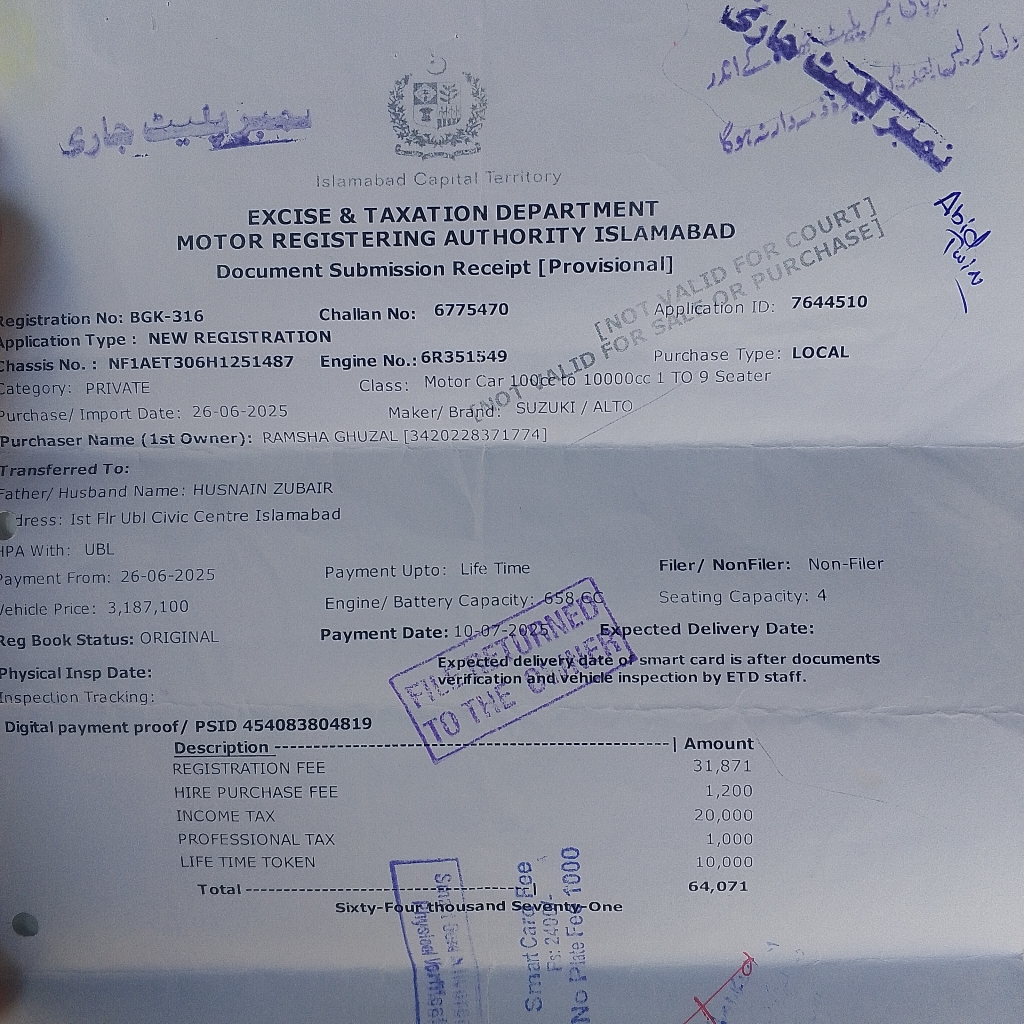 نمبر پلیٹ جاری
نمبر پلیٹ جاری
کے اندر
ذمہ دار نہ ہوگا
Islamabad Capital Territory
EXCISE & TAXATION DEPARTMENT
MOTOR REGISTERING AUTHORITY ISLAMABAD
Document Submission Receipt [Provisional]
Abid
[NOT VALID FOR COURT]
[NOT VALID FOR SALE OR PURCHASE]
Registration No: BGK-316 Challan No: 6775470 Application ID: 7644510
Application Type : NEW REGISTRATION
Chassis No. : NF1AET306H1251487 Engine No.: 6R351549 Purchase Type: LOCAL
Category: PRIVATE Class: Motor Car 100cc to 10000cc 1 TO 9 Seater
Purchase/ Import Date: 26-06-2025 Maker/ Brand: SUZUKI / ALTO
Purchaser Name (1st Owner): RAMSHA GHUZAL [3420228371774]
Transferred To:
Father/ Husband Name: HUSNAIN ZUBAIR
dress: Ist Flr Ubl Civic Centre Islamabad
HPA With: UBL
Payment From: 26-06-2025 Payment Upto: Life Time Filer/ NonFiler: Non-Filer
Vehicle Price: 3,187,100 Engine/ Battery Capacity: 658 CC Seating Capacity: 4
Reg Book Status: ORIGINAL Payment Date: 10-07-2025 Expected Delivery Date:
Physical Insp Date: Expected delivery date of smart card is after documents
verification and vehicle inspection by ETD staff.
Inspection Tracking:
FILE RETURNED
TO THE OWNER
Digital payment proof/ PSID 454083804819
Description | Amount
REGISTRATION FEE 31,871
HIRE PURCHASE FEE 1,200
INCOME TAX 20,000
PROFESSIONAL TAX 1,000
LIFE TIME TOKEN 10,000
Total 64,071
Sixty-Four thousand Seventy-One
Smart Card Fee
No Plate Fee 1000